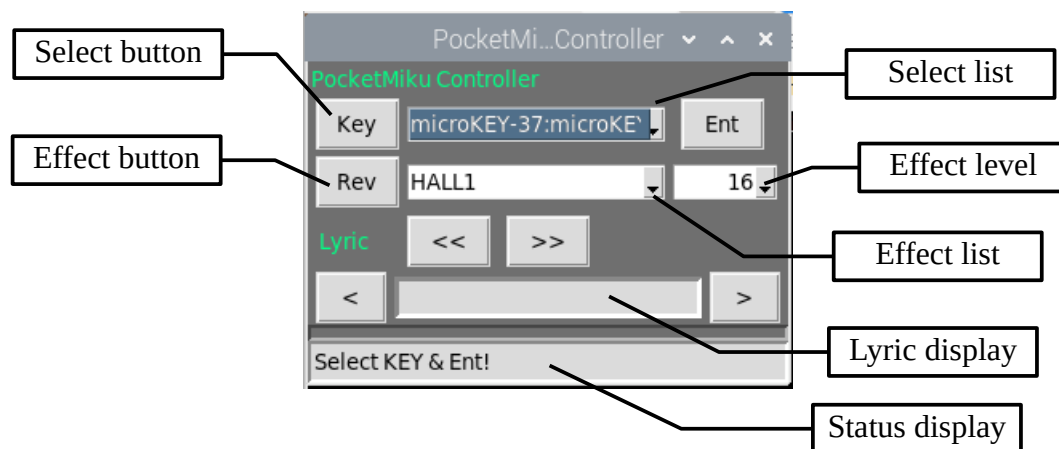 PocketMi...Controller
Select button
Select list
PocketMiku Controller
Key
microKEY-37:microKEY
Ent
Effect button
Effect level
Rev
HALL1
16
Lyric
<<
>>
Effect list
<
>
Lyric display
Select KEY & Ent!
Status display